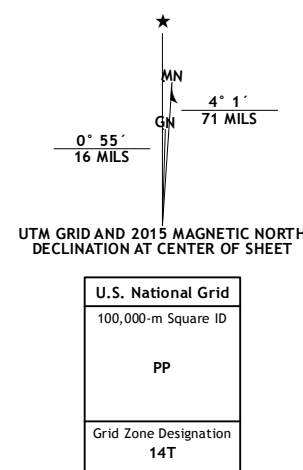 ★
MN
4° 1´
71 MILS
GN
0° 55´
16 MILS
UTM GRID AND 2015 MAGNETIC NORTH
DECLINATION AT CENTER OF SHEET
U.S. National Grid
100,000-m Square ID
PP
Grid Zone Designation
14T